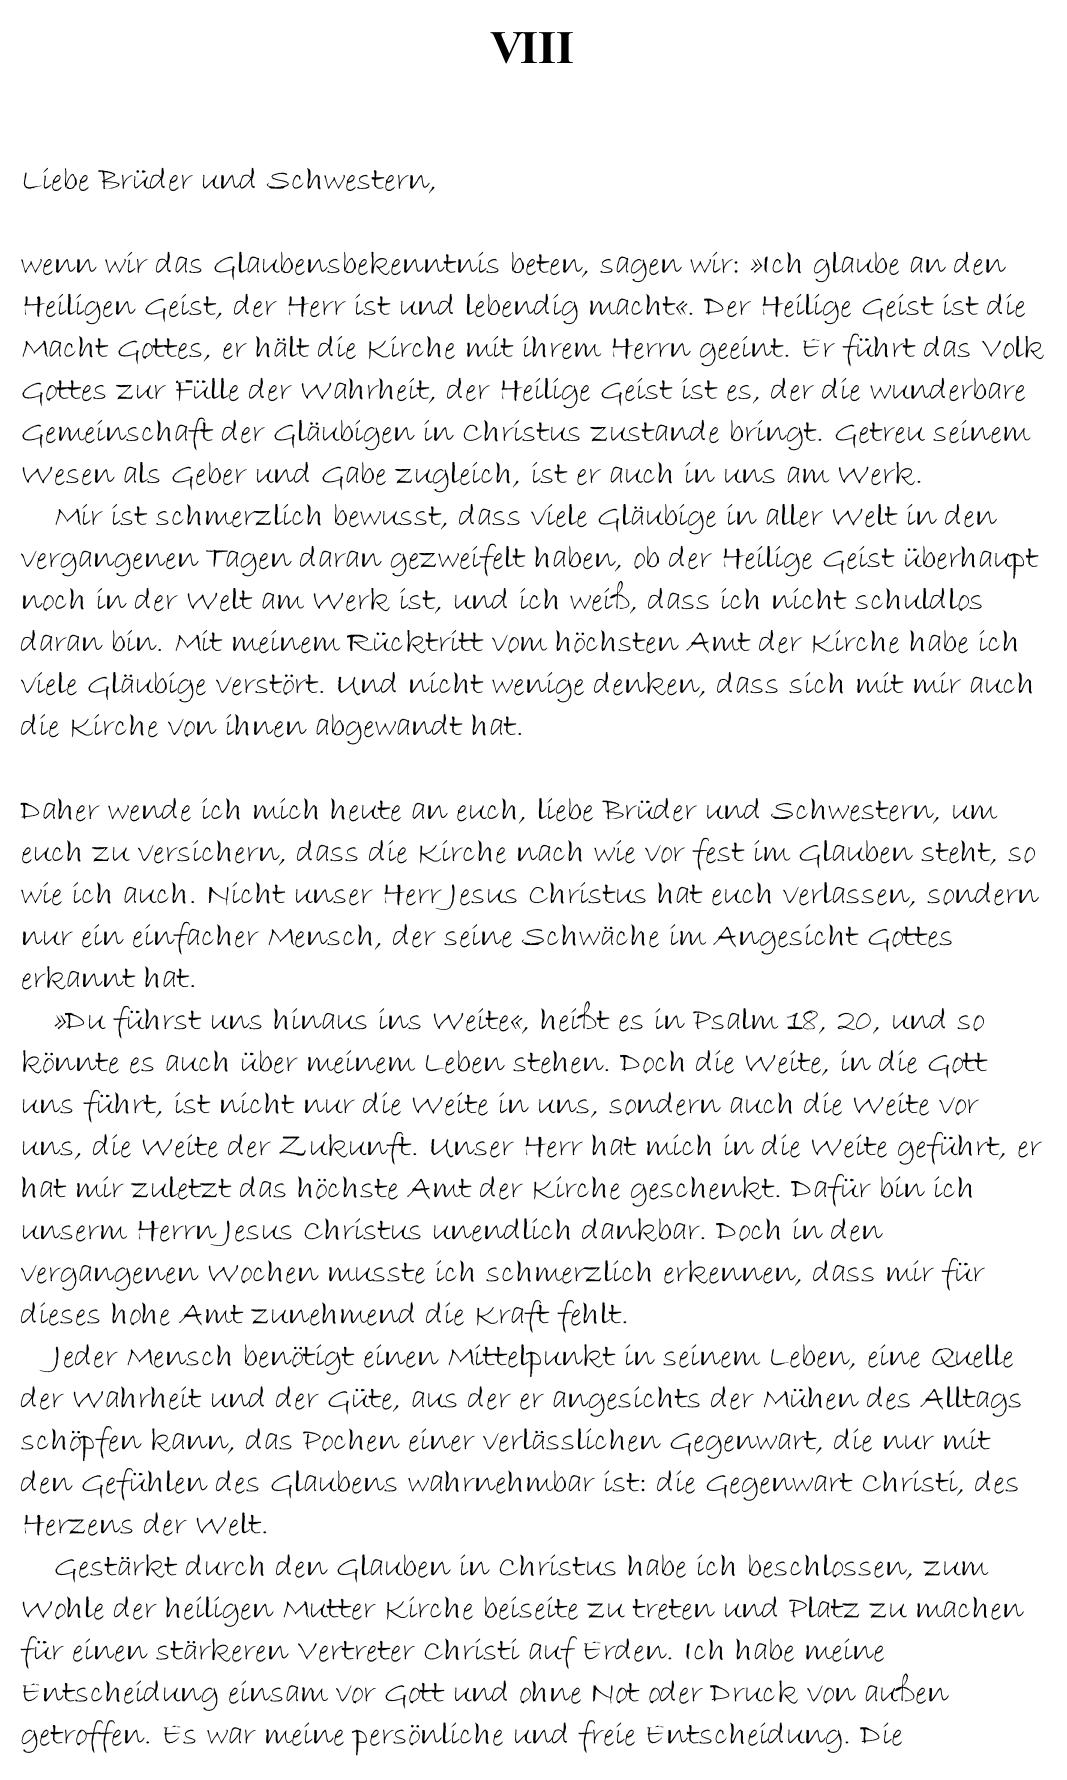 VIII
Liebe Brüder und Schwestern,
wenn wir das Glaubensbekenntnis beten, sagen wir: »Ich glaube an den
Heiligen Geist, der Herr ist und lebendig macht«. Der Heilige Geist ist die
Macht Gottes, er hält die Kirche mit ihrem Herrn geeint. Er führt das Volk
Gottes zur Fülle der Wahrheit, der Heilige Geist ist es, der die wunderbare
Gemeinschaft der Gläubigen in Christus zustande bringt. Getreu seinem
Wesen als Geber und Gabe zugleich, ist er auch in uns am Werk.
Mir ist schmerzlich bewusst, dass viele Gläubige in aller Welt in den
vergangenen Tagen daran gezweifelt haben, ob der Heilige Geist überhaupt
noch in der Welt am Werk ist, und ich weiß, dass ich nicht schuldlos
daran bin. Mit meinem Rücktritt vom höchsten Amt der Kirche habe ich
viele Gläubige verstört. Und nicht wenige denken, dass sich mit mir auch
die Kirche von ihnen abgewandt hat.
Daher wende ich mich heute an euch, liebe Brüder und Schwestern, um
euch zu versichern, dass die Kirche nach wie vor fest im Glauben steht, so
wie ich auch. Nicht unser Herr Jesus Christus hat euch verlassen, sondern
nur ein einfacher Mensch, der seine Schwäche im Angesicht Gottes
erkannt hat.
»Du führst uns hinaus ins Weite«, heißt es in Psalm 18, 20, und so
könnte es auch über meinem Leben stehen. Doch die Weite, in die Gott
uns führt, ist nicht nur die Weite in uns, sondern auch die Weite vor
uns, die Weite der Zukunft. Unser Herr hat mich in die Weite geführt, er
hat mir zuletzt das höchste Amt der Kirche geschenkt. Dafür bin ich
unserm Herrn Jesus Christus unendlich dankbar. Doch in den
vergangenen Wochen musste ich schmerzlich erkennen, dass mir für
dieses hohe Amt zunehmend die Kraft fehlt.
Jeder Mensch benötigt einen Mittelpunkt in seinem Leben, eine Quelle
der Wahrheit und der Güte, aus der er angesichts der Mühen des Alltags
schöpfen kann, das Pochen einer verlässlichen Gegenwart, die nur mit
den Gefühlen des Glaubens wahrnehmbar ist: die Gegenwart Christi, des
Herzens der Welt.
Gestärkt durch den Glauben in Christus habe ich beschlossen, zum
Wohle der heiligen Mutter Kirche beiseite zu treten und Platz zu machen
für einen stärkeren Vertreter Christi auf Erden. Ich habe meine
Entscheidung einsam vor Gott und ohne Not oder Druck von außen
getroffen. Es war meine persönliche und freie Entscheidung. Die